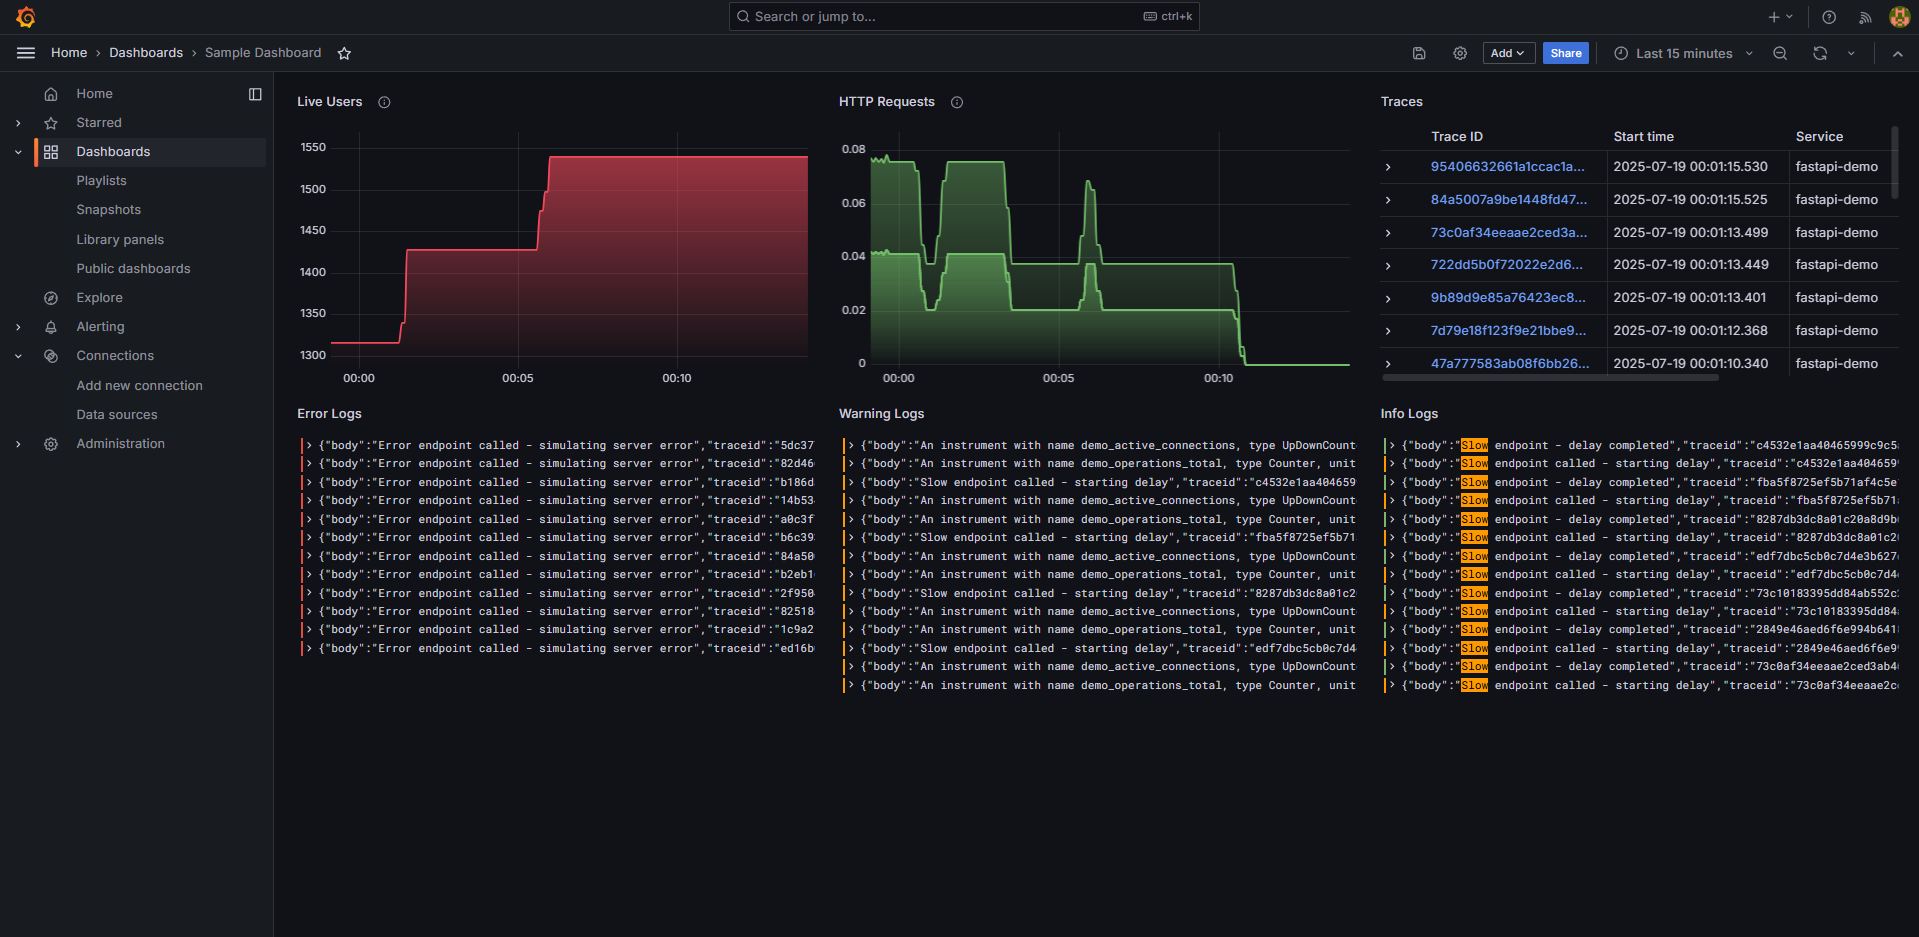 Search or jump to...
ctrl+k
Home
Dashboards
Sample Dashboard
Add
Share
Last 15 minutes
Home
Starred
Dashboards
Playlists
Snapshots
Library panels
Public dashboards
Explore
Alerting
Connections
Add new connection
Data sources
Administration
Live Users
1550
1500
1450
1400
1350
1300
00:00 00:05 00:10
HTTP Requests
0.08
0.06
0.04
0.02
0
00:00 00:05 00:10
Traces
Trace ID Start time Service
95406632661a1ccac1a... 2025-07-19 00:01:15.530 fastapi-demo
84a5007a9be1448fd47... 2025-07-19 00:01:15.525 fastapi-demo
73c0af34eeaae2ced3a... 2025-07-19 00:01:13.499 fastapi-demo
722dd5b0f72022e2d6... 2025-07-19 00:01:13.449 fastapi-demo
9b89d9e85a76423ec8... 2025-07-19 00:01:13.401 fastapi-demo
7d79e18f123f9e21bbe9... 2025-07-19 00:01:12.368 fastapi-demo
47a777583ab08f6bb26... 2025-07-19 00:01:10.340 fastapi-demo
Error Logs
{"body":"Error endpoint called - simulating server error","traceid":"5dc37
{"body":"Error endpoint called - simulating server error","traceid":"82d46
{"body":"Error endpoint called - simulating server error","traceid":"b186d
{"body":"Error endpoint called - simulating server error","traceid":"14b53
{"body":"Error endpoint called - simulating server error","traceid":"a0c3f
{"body":"Error endpoint called - simulating server error","traceid":"b6c39
{"body":"Error endpoint called - simulating server error","traceid":"84a50
{"body":"Error endpoint called - simulating server error","traceid":"b2eb1
{"body":"Error endpoint called - simulating server error","traceid":"2f950
{"body":"Error endpoint called - simulating server error","traceid":"82518
{"body":"Error endpoint called - simulating server error","traceid":"1c9a2
{"body":"Error endpoint called - simulating server error","traceid":"ed16b
Warning Logs
{"body":"An instrument with name demo_active_connections, type UpDownCount
{"body":"An instrument with name demo_operations_total, type Counter, unit
{"body":"Slow endpoint called - starting delay","traceid":"c4532e1aa404659
{"body":"An instrument with name demo_active_connections, type UpDownCount
{"body":"An instrument with name demo_operations_total, type Counter, unit
{"body":"Slow endpoint called - starting delay","traceid":"fba5f8725ef5b71
{"body":"An instrument with name demo_active_connections, type UpDownCount
{"body":"An instrument with name demo_operations_total, type Counter, unit
{"body":"Slow endpoint called - starting delay","traceid":"8287db3dc8a01c2
{"body":"An instrument with name demo_active_connections, type UpDownCount
{"body":"An instrument with name demo_operations_total, type Counter, unit
{"body":"Slow endpoint called - starting delay","traceid":"edf7dbc5cb0c7d4
{"body":"An instrument with name demo_active_connections, type UpDownCount
{"body":"An instrument with name demo_operations_total, type Counter, unit
Info Logs
{"body":"Slow endpoint - delay completed","traceid":"c4532e1aa40465999c9c5
{"body":"Slow endpoint called - starting delay","traceid":"c4532e1aa404659
{"body":"Slow endpoint - delay completed","traceid":"fba5f8725ef5b71af4c5e
{"body":"Slow endpoint called - starting delay","traceid":"fba5f8725ef5b71
{"body":"Slow endpoint - delay completed","traceid":"8287db3dc8a01c20a8d9b
{"body":"Slow endpoint called - starting delay","traceid":"8287db3dc8a01c2
{"body":"Slow endpoint - delay completed","traceid":"edf7dbc5cb0c7d4e3b627
{"body":"Slow endpoint called - starting delay","traceid":"edf7dbc5cb0c7d4
{"body":"Slow endpoint - delay completed","traceid":"73c10183395dd84ab552c
{"body":"Slow endpoint called - starting delay","traceid":"73c10183395dd84
{"body":"Slow endpoint - delay completed","traceid":"2849e46aed6f6e994b641
{"body":"Slow endpoint called - starting delay","traceid":"2849e46aed6f6e9
{"body":"Slow endpoint - delay completed","traceid":"73c0af34eeaae2ced3ab4
{"body":"Slow endpoint called - starting delay","traceid":"73c0af34eeaae2c